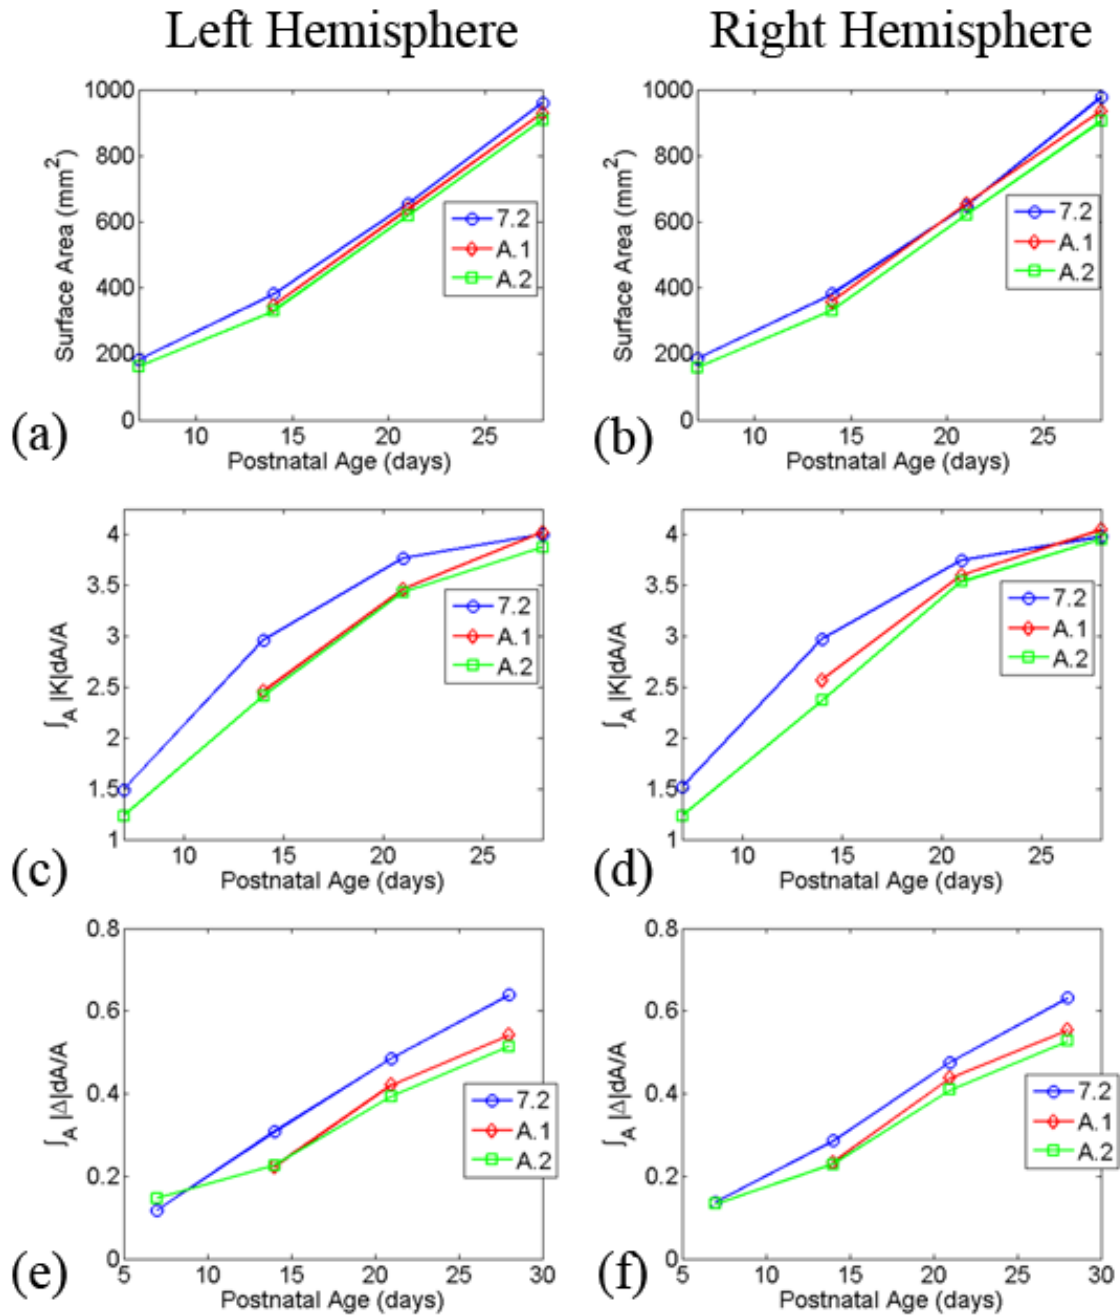 Left Hemisphere
Right Hemisphere
1000
800
600
400
200
0
Surface Area (mm²)
10 15 20 25
Postnatal Age (days)
7.2
A.1
A.2
(a)
1000
800
600
400
200
0
Surface Area (mm²)
10 15 20 25
Postnatal Age (days)
7.2
A.1
A.2
(b)
4
3.5
3
2.5
2
1.5
1
∫A |K|dA/A
10 15 20 25
Postnatal Age (days)
7.2
A.1
A.2
(c)
4
3.5
3
2.5
2
1.5
1
∫A |K|dA/A
10 15 20 25
Postnatal Age (days)
7.2
A.1
A.2
(d)
0.8
0.6
0.4
0.2
0
∫A |Δ|dA/A
5 10 15 20 25 30
Postnatal Age (days)
7.2
A.1
A.2
(e)
0.8
0.6
0.4
0.2
0
∫A |Δ|dA/A
5 10 15 20 25 30
Postnatal Age (days)
7.2
A.1
A.2
(f)